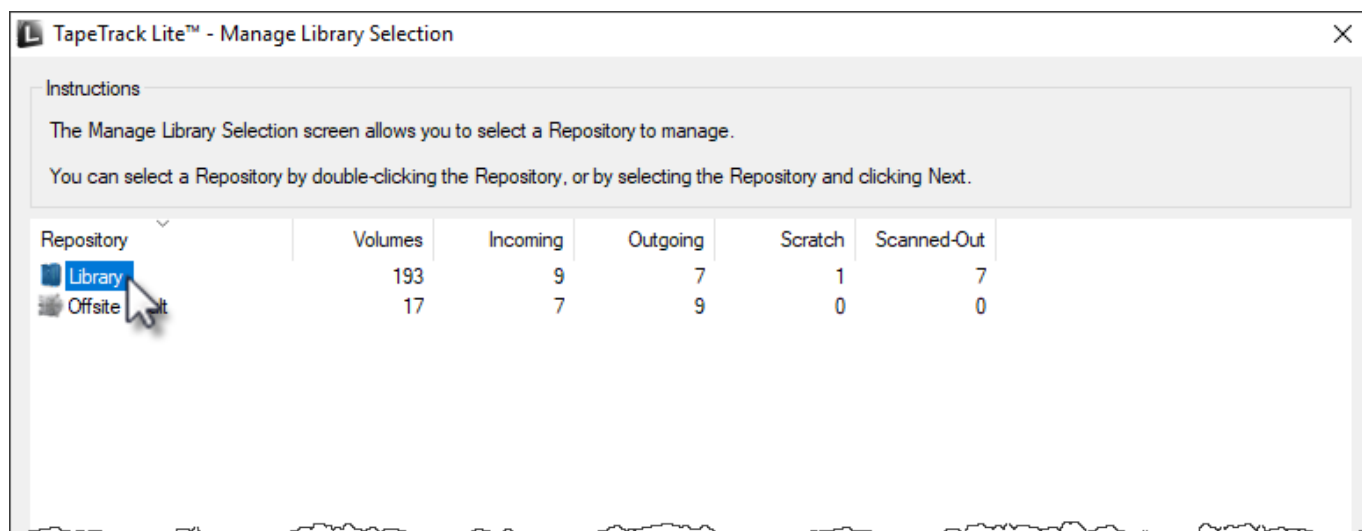 TapeTrack Lite™ - Manage Library Selection
Instructions
The Manage Library Selection screen allows you to select a Repository to manage.
You can select a Repository by double-clicking the Repository, or by selecting the Repository and clicking Next.
Repository Volumes Incoming Outgoing Scratch Scanned-Out
Library 193 9 7 1 7
Offsite 17 7 9 0 0